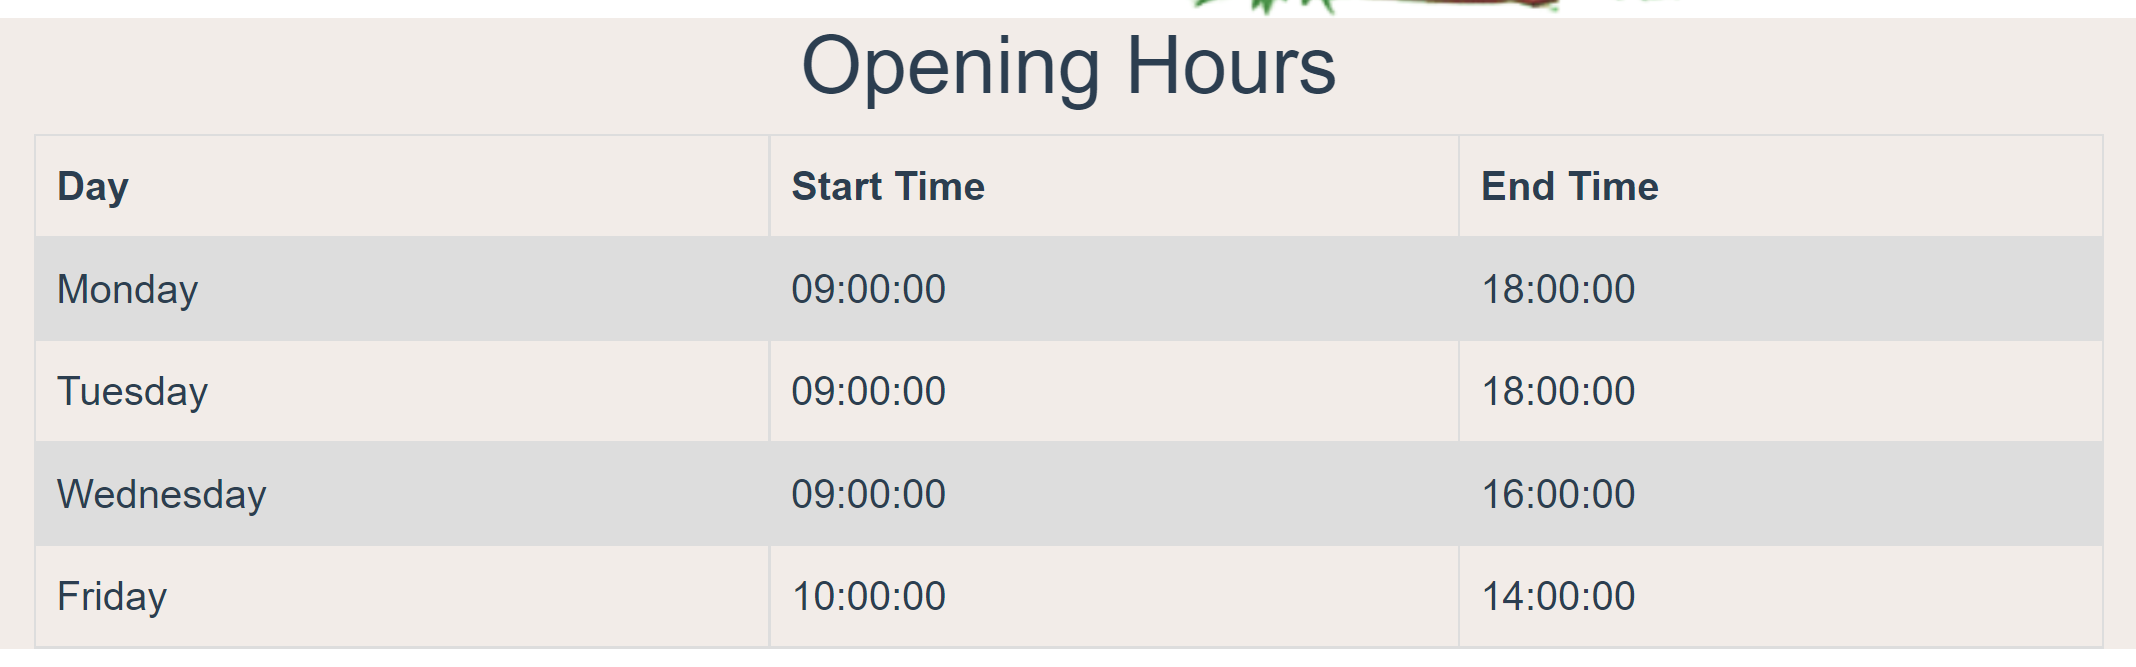 Opening Hours
Day Start Time End Time
Monday 09:00:00 18:00:00
Tuesday 09:00:00 18:00:00
Wednesday 09:00:00 16:00:00
Friday 10:00:00 14:00:00